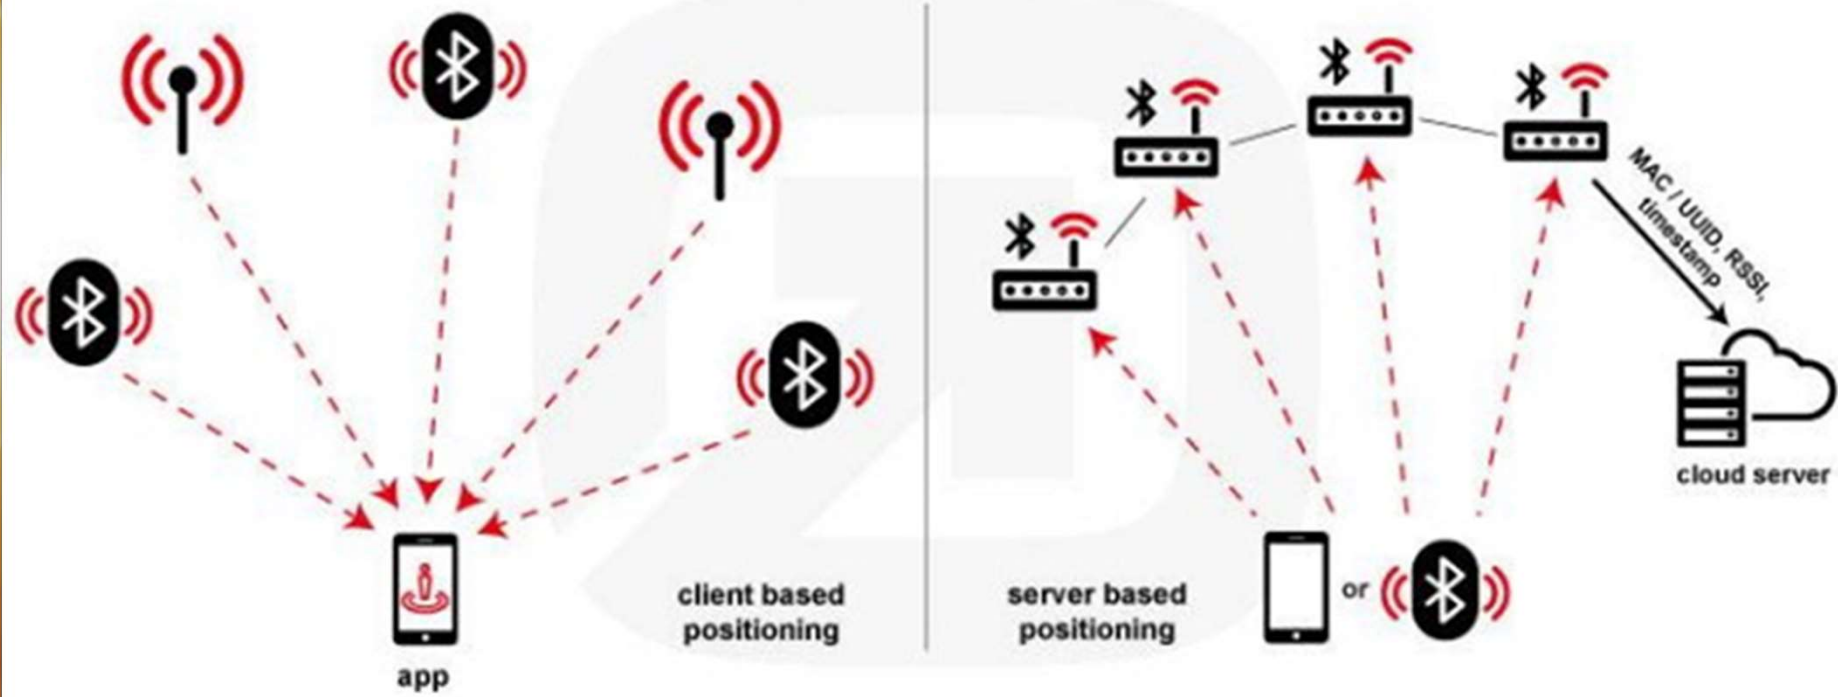 client based
positioning
app
server based
positioning
or
MAC / UUID, RSSI,
timestamp
cloud server